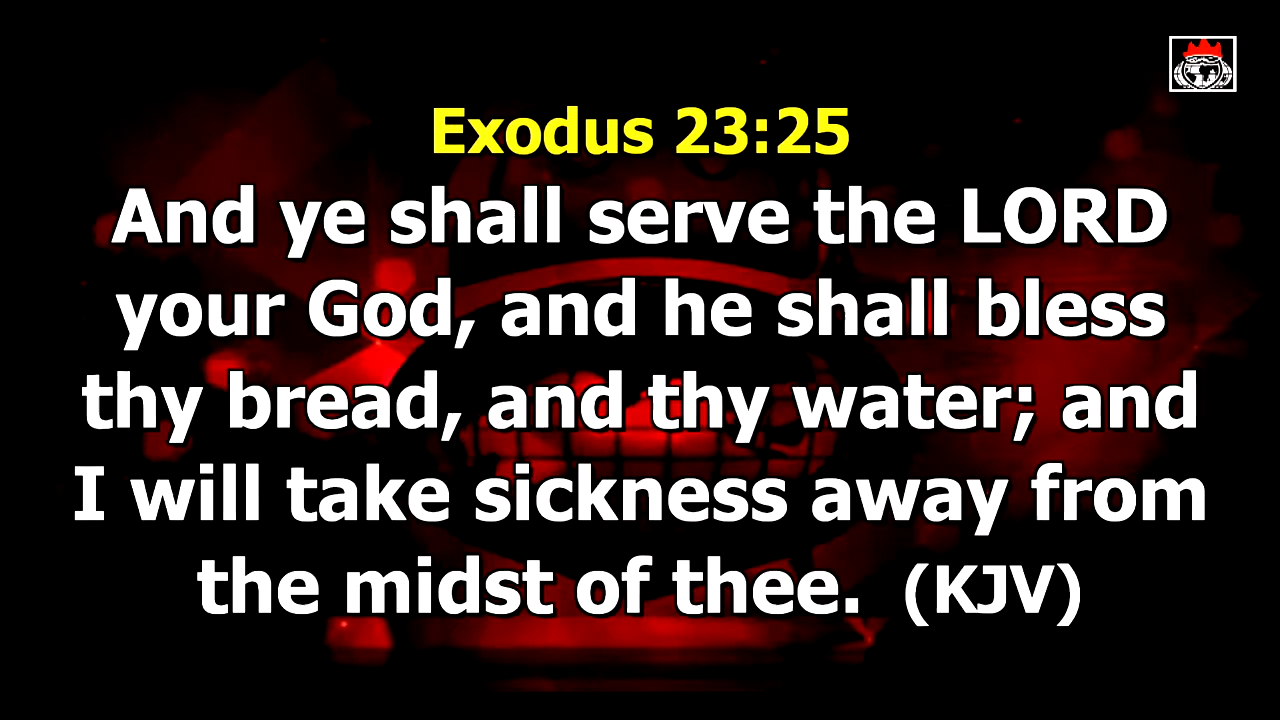 Exodus 23:25
And ye shall serve the LORD
your God, and he shall bless
thy bread, and thy water; and
I will take sickness away from
the midst of thee. (KJV)